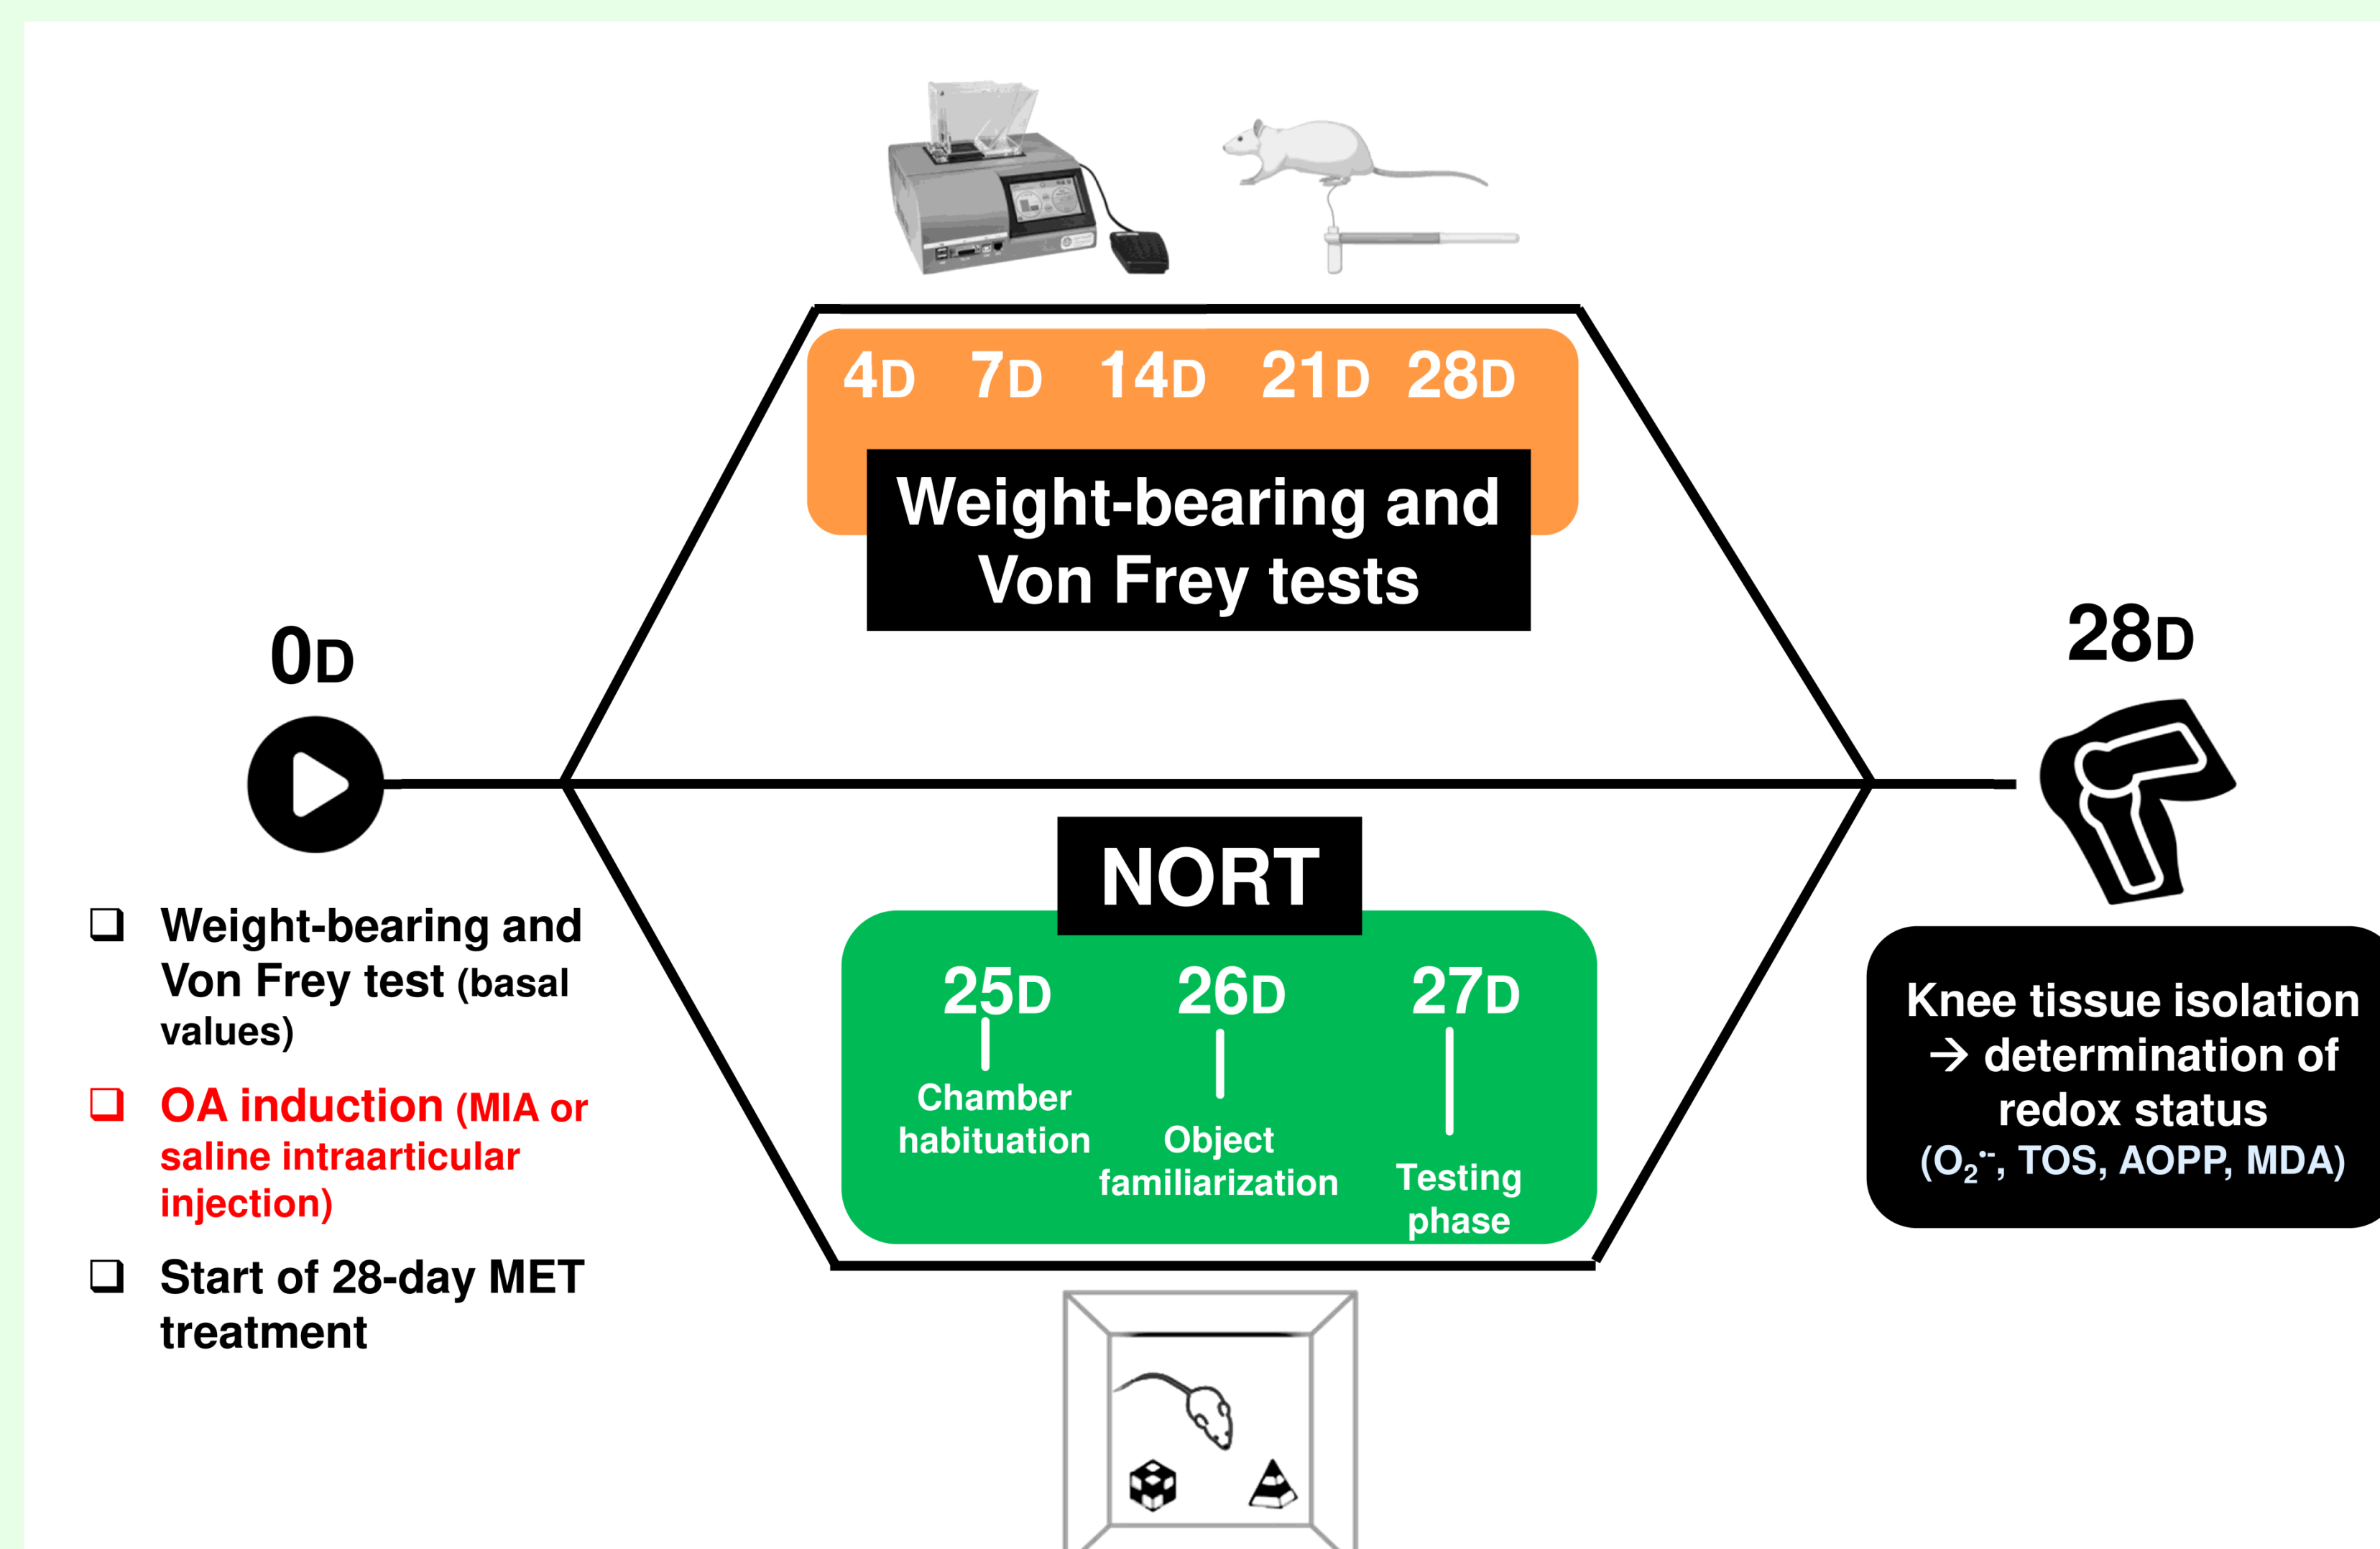 4D 7D 14D 21D 28D
Weight-bearing and
Von Frey tests
0D
❑ Weight-bearing and
Von Frey test (basal
values)
❑ OA induction (MIA or
saline intraarticular
injection)
❑ Start of 28-day MET
treatment
NORT
25D 26D 27D
Chamber
habituation
Object
familiarization
Testing
phase
28D
Knee tissue isolation
→ determination of
redox status
(O₂•-, TOS, AOPP, MDA)